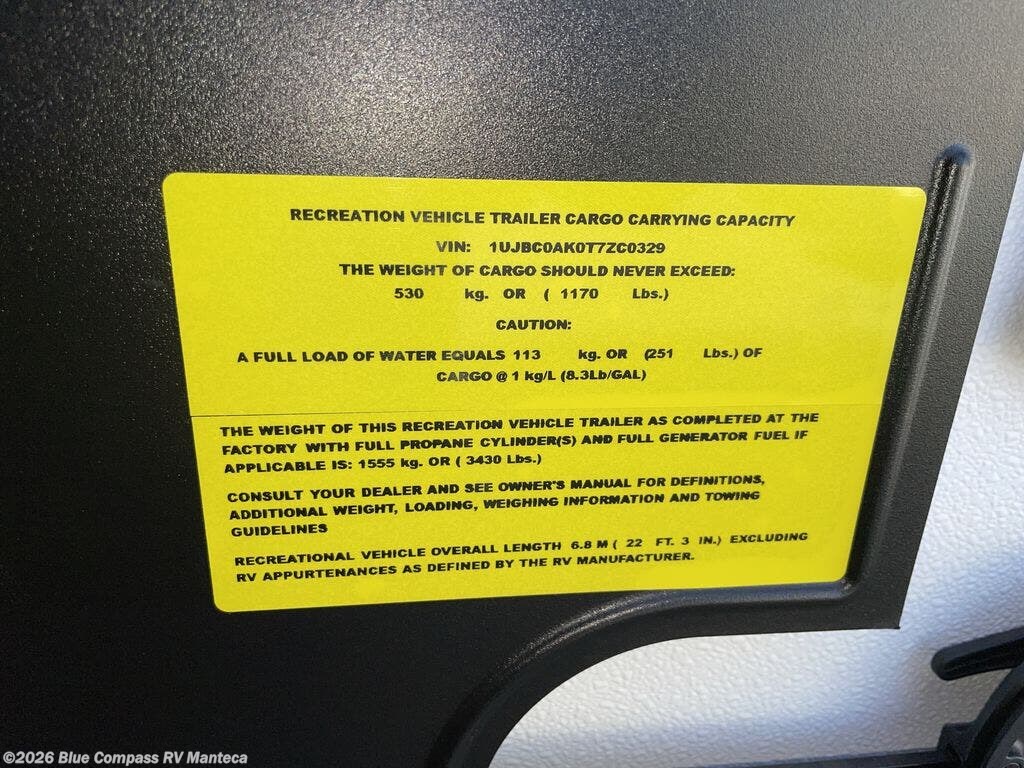 RECREATION VEHICLE TRAILER CARGO CARRYING CAPACITY
VIN: 1UJBC0AK0T7ZC0329
THE WEIGHT OF CARGO SHOULD NEVER EXCEED:
530 kg. OR ( 1170 Lbs.)
CAUTION:
A FULL LOAD OF WATER EQUALS 113 kg. OR (251 Lbs.) OF
CARGO @ 1 kg/L (8.3Lb/GAL)
THE WEIGHT OF THIS RECREATION VEHICLE TRAILER AS COMPLETED AT THE
FACTORY WITH FULL PROPANE CYLINDER(S) AND FULL GENERATOR FUEL IF
APPLICABLE IS: 1555 kg. OR ( 3430 Lbs.)
CONSULT YOUR DEALER AND SEE OWNER'S MANUAL FOR DEFINITIONS,
ADDITIONAL WEIGHT, LOADING, WEIGHING INFORMATION AND TOWING
GUIDELINES
RECREATIONAL VEHICLE OVERALL LENGTH 6.8 M ( 22 FT. 3 IN.) EXCLUDING
RV APPURTENANCES AS DEFINED BY THE RV MANUFACTURER.
©2026 Blue Compass RV Manteca